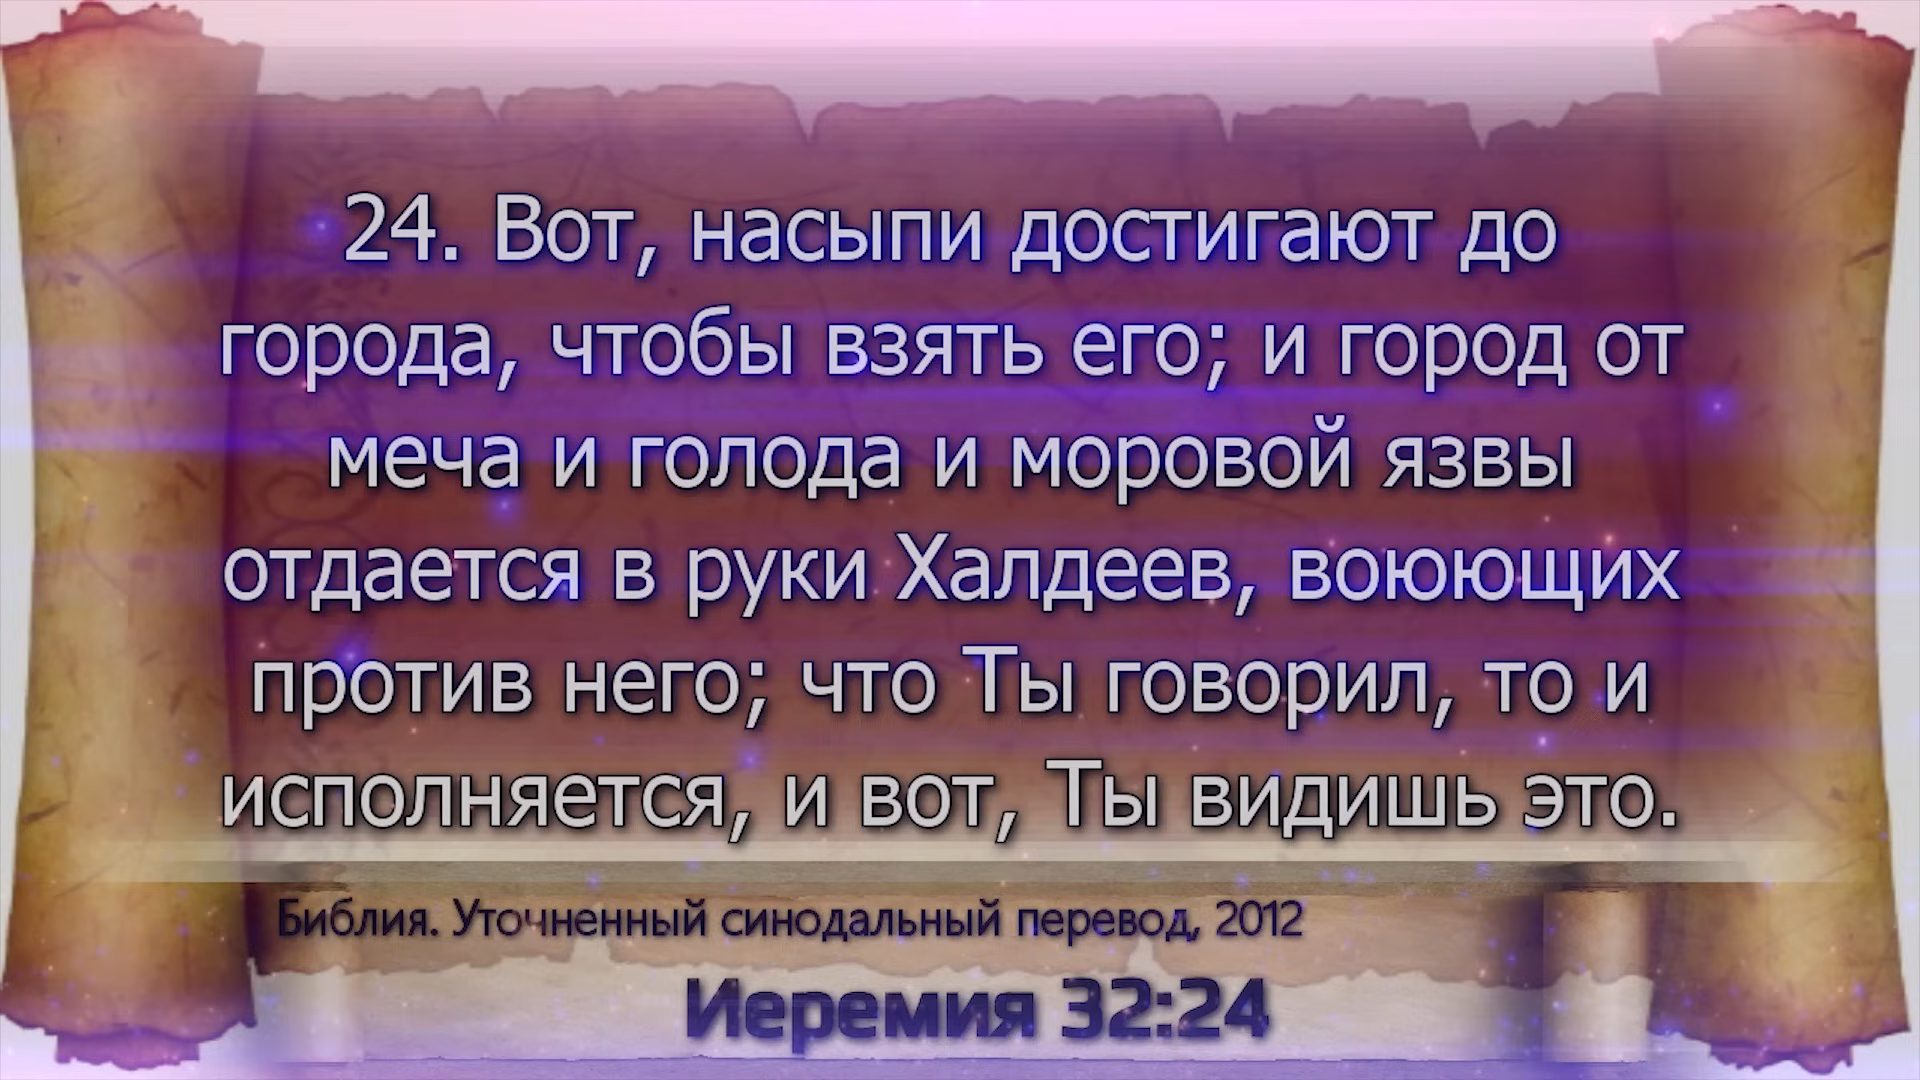 24. Вот, насыпи достигают до
города, чтобы взять его; и город от
меча и голода и моровой язвы
отдается в руки Халдеев, воюющих
против него; что Ты говорил, то и
исполняется, и вот, Ты видишь это.
Библия. Уточненный синодальный перевод, 2012
Иеремия 32:24